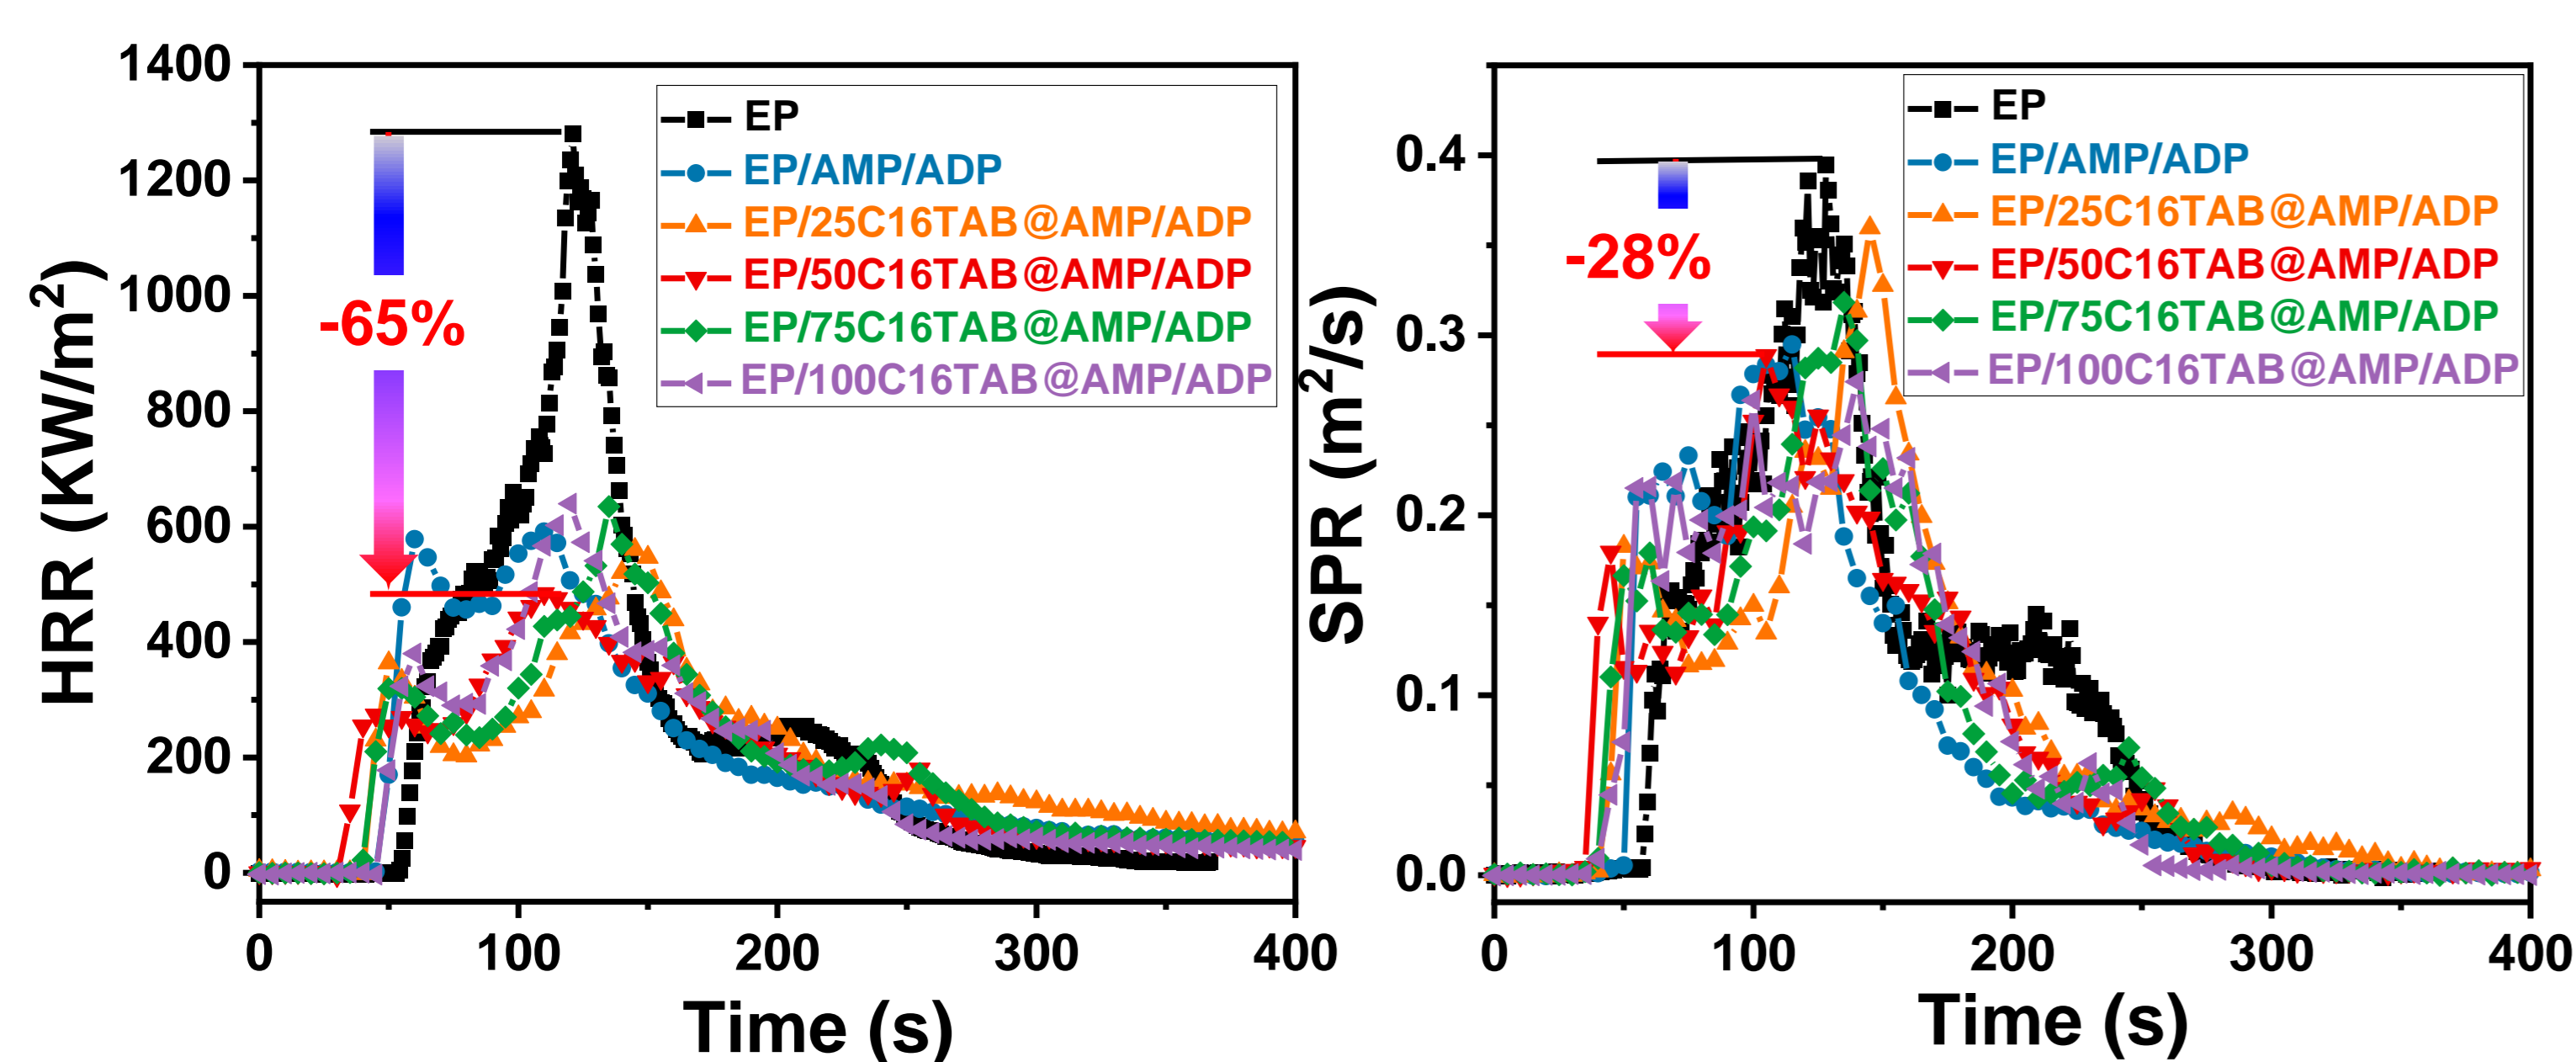 HRR (KW/m²)
1400
1200
1000
800
600
400
200
0
-65%
EP
EP/AMP/ADP
EP/25C16TAB@AMP/ADP
EP/50C16TAB@AMP/ADP
EP/75C16TAB@AMP/ADP
EP/100C16TAB@AMP/ADP
0 100 200 300 400
Time (s)
SPR (m²/s)
0.4
0.3
0.2
0.1
0.0
-28%
EP
EP/AMP/ADP
EP/25C16TAB@AMP/ADP
EP/50C16TAB@AMP/ADP
EP/75C16TAB@AMP/ADP
EP/100C16TAB@AMP/ADP
0 100 200 300 400
Time (s)